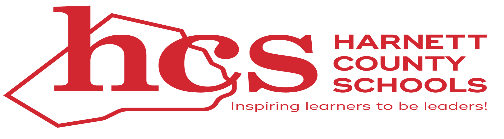 hcs
HARNETT
COUNTY
SCHOOLS
Inspiring learners to be leaders!